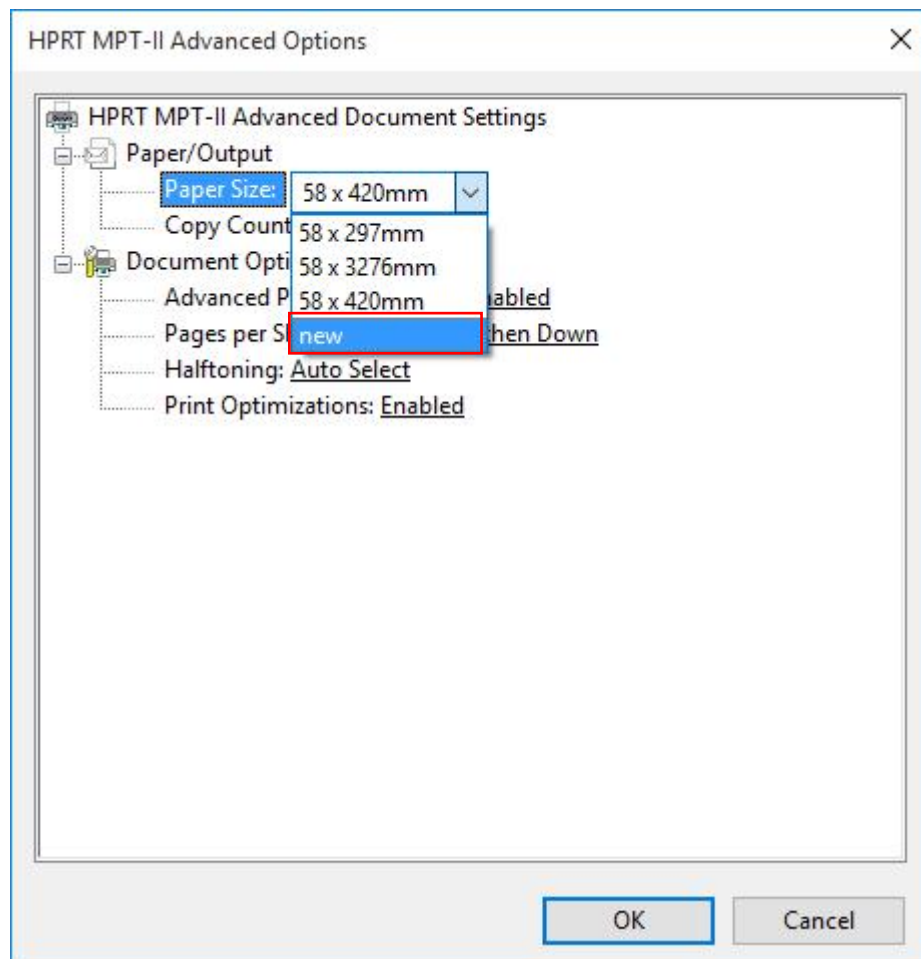 HPRT MPT-II Advanced Options
HPRT MPT-II Advanced Document Settings
Paper/Output
Paper Size: 58 x 420mm
Copy Count
58 x 297mm
Document Opti
58 x 3276mm
Advanced P
58 x 420mm
abled
Pages per S
new
hen Down
Halftoning: Auto Select
Print Optimizations: Enabled
OK
Cancel